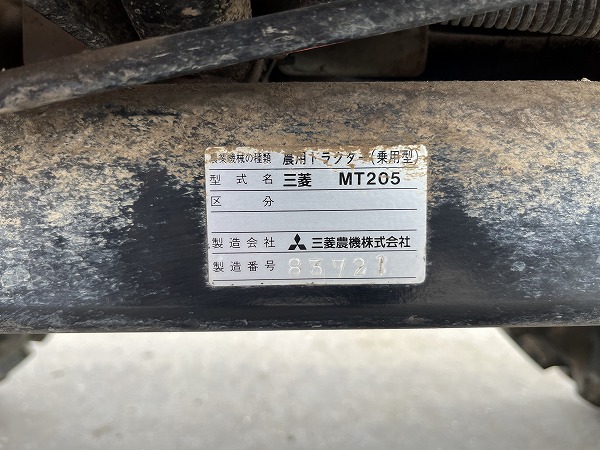 農業機械の種類 農用トラクター(乗用型)
型式名 三菱 MT205
区分
製造会社 三菱農機株式会社
製造番号 83721